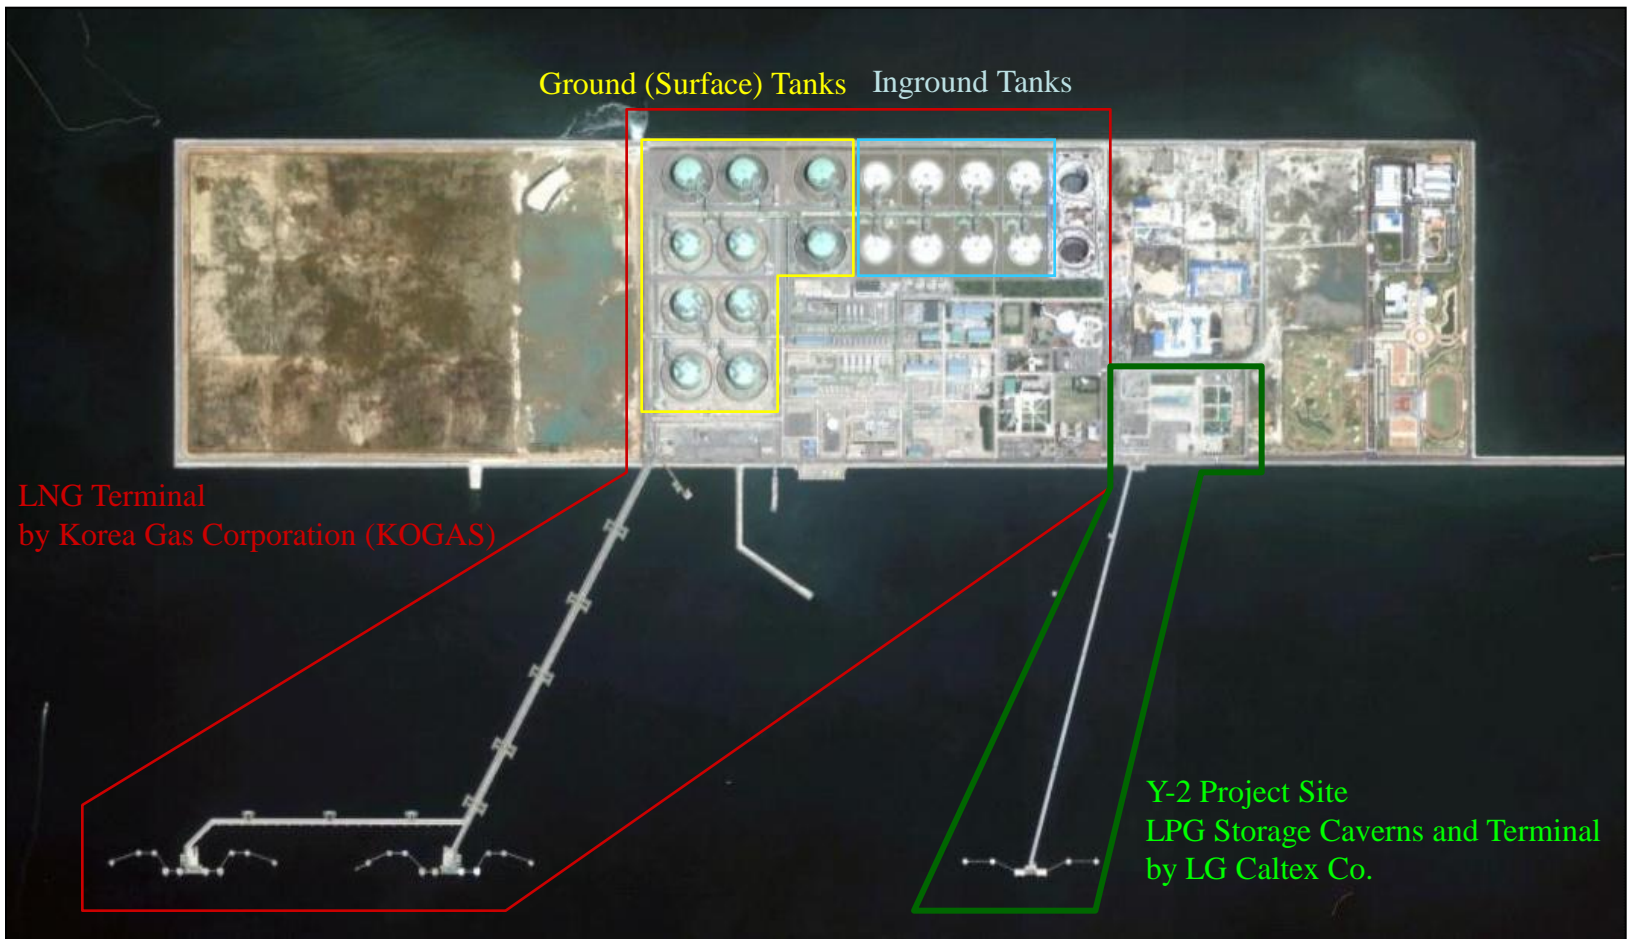 Ground (Surface) Tanks
Inground Tanks
LNG Terminal
by Korea Gas Corporation (KOGAS)
Y-2 Project Site
LPG Storage Caverns and Terminal
by LG Caltex Co.